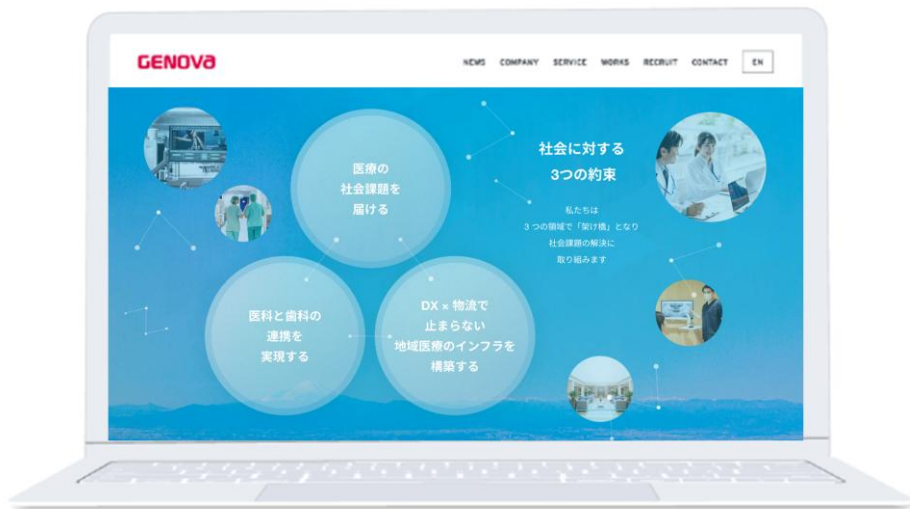 GENOVA
NEWS COMPANY SERVICE WORKS RECRUIT CONTACT EN
医療の
社会課題を
届ける
医科と歯科の
連携を
実現する
DX × 物流で
止まらない
地域医療のインフラを
構築する
社会に対する
3つの約束
私たちは
3つの領域で「架け橋」となり
社会課題の解決に
取り組みます